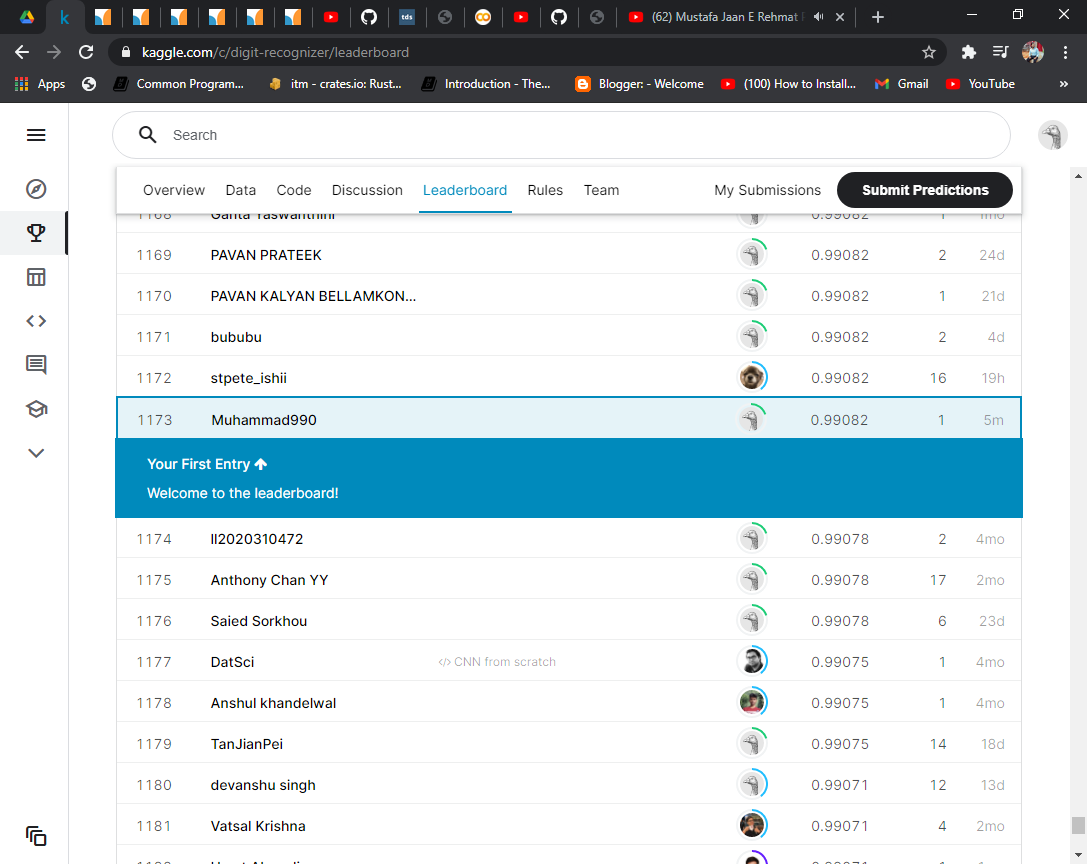 tds
(62) Mustafa Jaan E Rehmat
kaggle.com/c/digit-recognizer/leaderboard
Apps
Common Program...
itm - crates.io: Rust...
Introduction - The...
Blogger: - Welcome
(100) How to Install...
Gmail
YouTube
»
Search
Overview Data Code Discussion Leaderboard Rules Team My Submissions Submit Predictions
1168 Ganta Yaswanthini 0.99082 1 1mo
1169 PAVAN PRATEEK 0.99082 2 24d
1170 PAVAN KALYAN BELLAMKON... 0.99082 1 21d
1171 bububu 0.99082 2 4d
1172 stpete_ishii 0.99082 16 19h
1173 Muhammad990 0.99082 1 5m
Your First Entry
Welcome to the leaderboard!
1174 ll2020310472 0.99078 2 4mo
1175 Anthony Chan YY 0.99078 17 2mo
1176 Saied Sorkhou 0.99078 6 23d
1177 DatSci </> CNN from scratch 0.99075 1 4mo
1178 Anshul khandelwal 0.99075 1 4mo
1179 TanJianPei 0.99075 14 18d
1180 devanshu singh 0.99071 12 13d
1181 Vatsal Krishna 0.99071 4 2mo